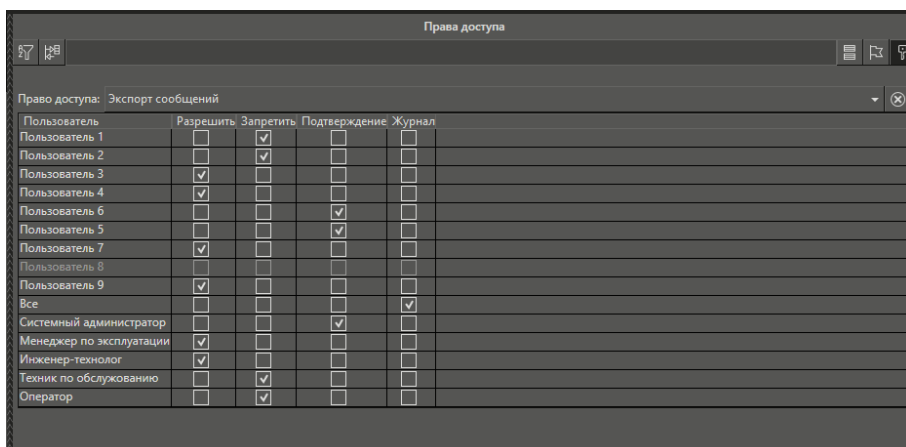 Права доступа
Право доступа: Экспорт сообщений
Пользователь Разрешить Запретить Подтверждение Журнал
Пользователь 1
Пользователь 2
Пользователь 3
Пользователь 4
Пользователь 6
Пользователь 5
Пользователь 7
Пользователь 8
Пользователь 9
Все
Системный администратор
Менеджер по эксплуатации
Инженер-технолог
Техник по обслужованию
Оператор